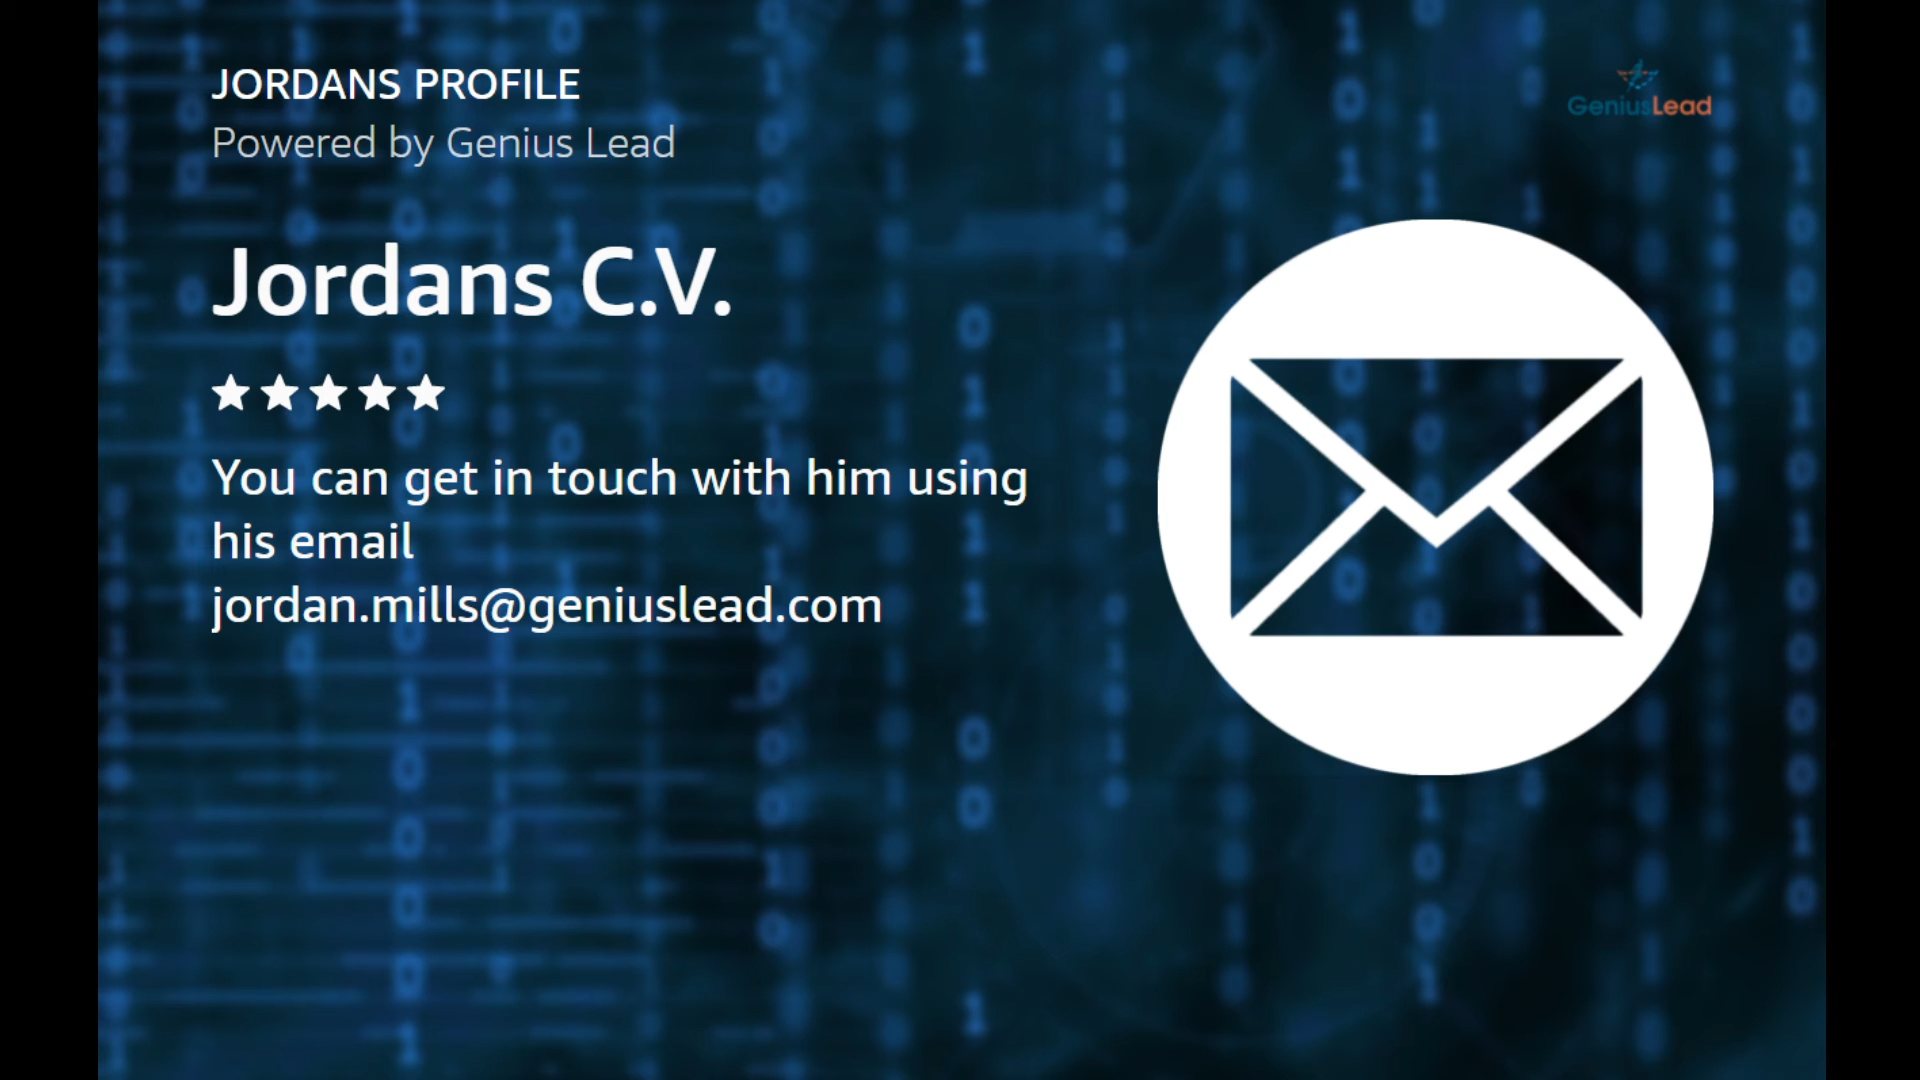 JORDANS PROFILE
Powered by Genius Lead
GeniusLead
Jordans C.V.
You can get in touch with him using
his email
jordan.mills@geniuslead.com